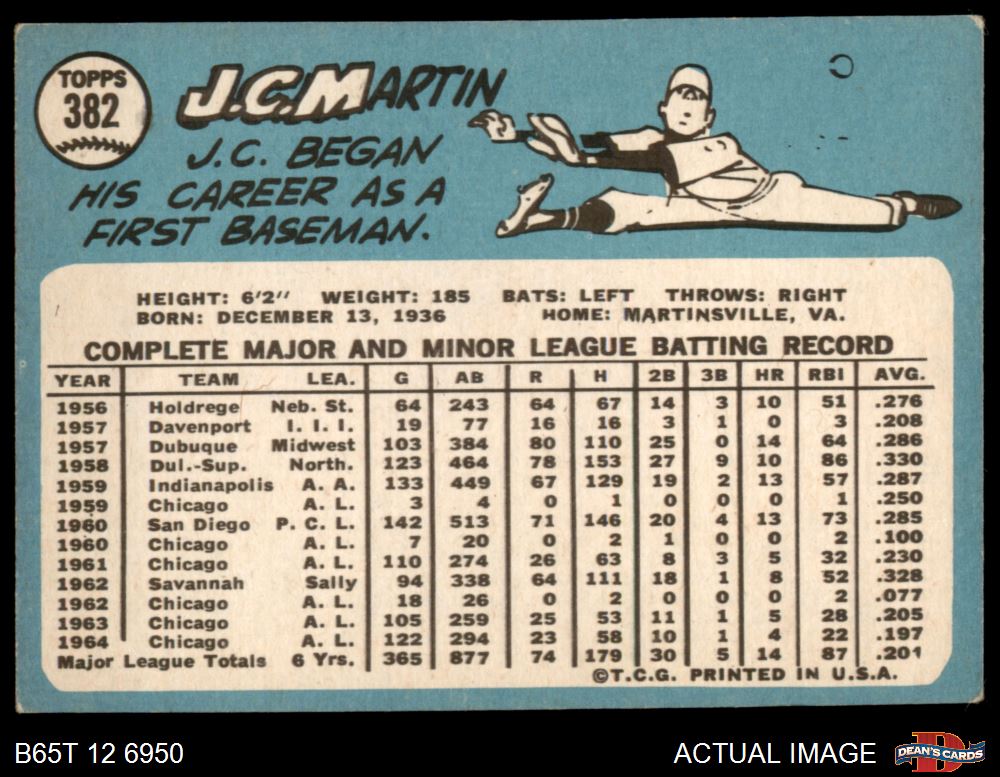 TOPPS
382
J.C. MARTIN
J.C. BEGAN
HIS CAREER AS A
FIRST BASEMAN.
HEIGHT: 6'2" WEIGHT: 185 BATS: LEFT THROWS: RIGHT
BORN: DECEMBER 13, 1936 HOME: MARTINSVILLE, VA.
COMPLETE MAJOR AND MINOR LEAGUE BATTING RECORD
YEAR TEAM LEA. G AB R H 2B 3B HR RBI AVG.
1956 Holdrege Neb. St. 64 243 64 67 14 3 10 51 .276
1957 Davenport I. I. I. 19 77 16 16 3 1 0 3 .208
1957 Dubuque Midwest 103 384 80 110 25 0 14 64 .286
1958 Dul.-Sup. North. 123 464 78 153 27 9 10 86 .330
1959 Indianapolis A. A. 133 449 67 129 19 2 13 57 .287
1959 Chicago A. L. 3 4 0 1 0 0 0 1 .250
1960 San Diego P. C. L. 142 513 71 146 20 4 13 73 .285
1960 Chicago A. L. 7 20 0 2 1 0 0 2 .100
1961 Chicago A. L. 110 274 26 63 8 3 5 32 .230
1962 Savannah Sally 94 338 64 111 18 1 8 52 .328
1962 Chicago A. L. 18 26 0 2 0 0 0 2 .077
1963 Chicago A. L. 105 259 25 53 11 1 5 28 .205
1964 Chicago A. L. 122 294 23 58 10 1 4 22 .197
Major League Totals 6 Yrs. 365 877 74 179 30 5 14 87 .201
©T.C.G. PRINTED IN U.S.A.
B65T 12 6950 ACTUAL IMAGE DEAN'S CARDS